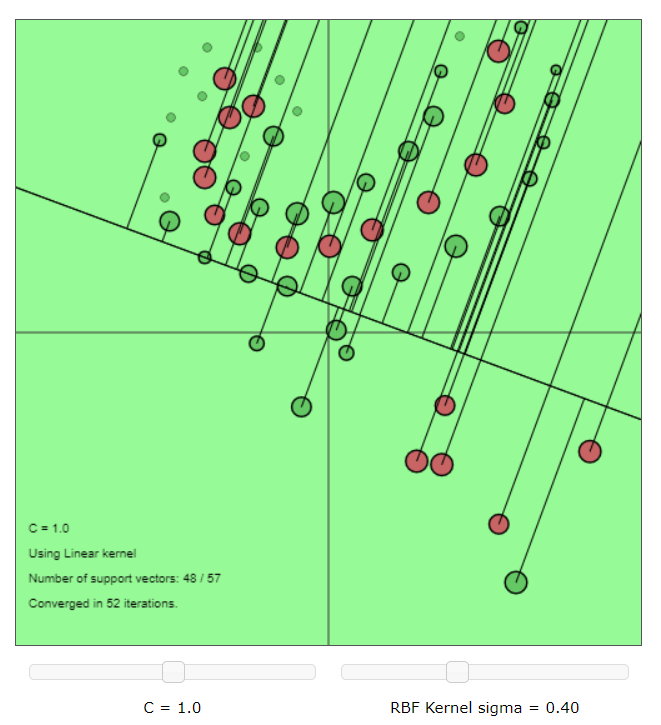 C = 1.0
Using Linear kernel
Number of support vectors: 48 / 57
Converged in 52 iterations.
C = 1.0
RBF Kernel sigma = 0.40